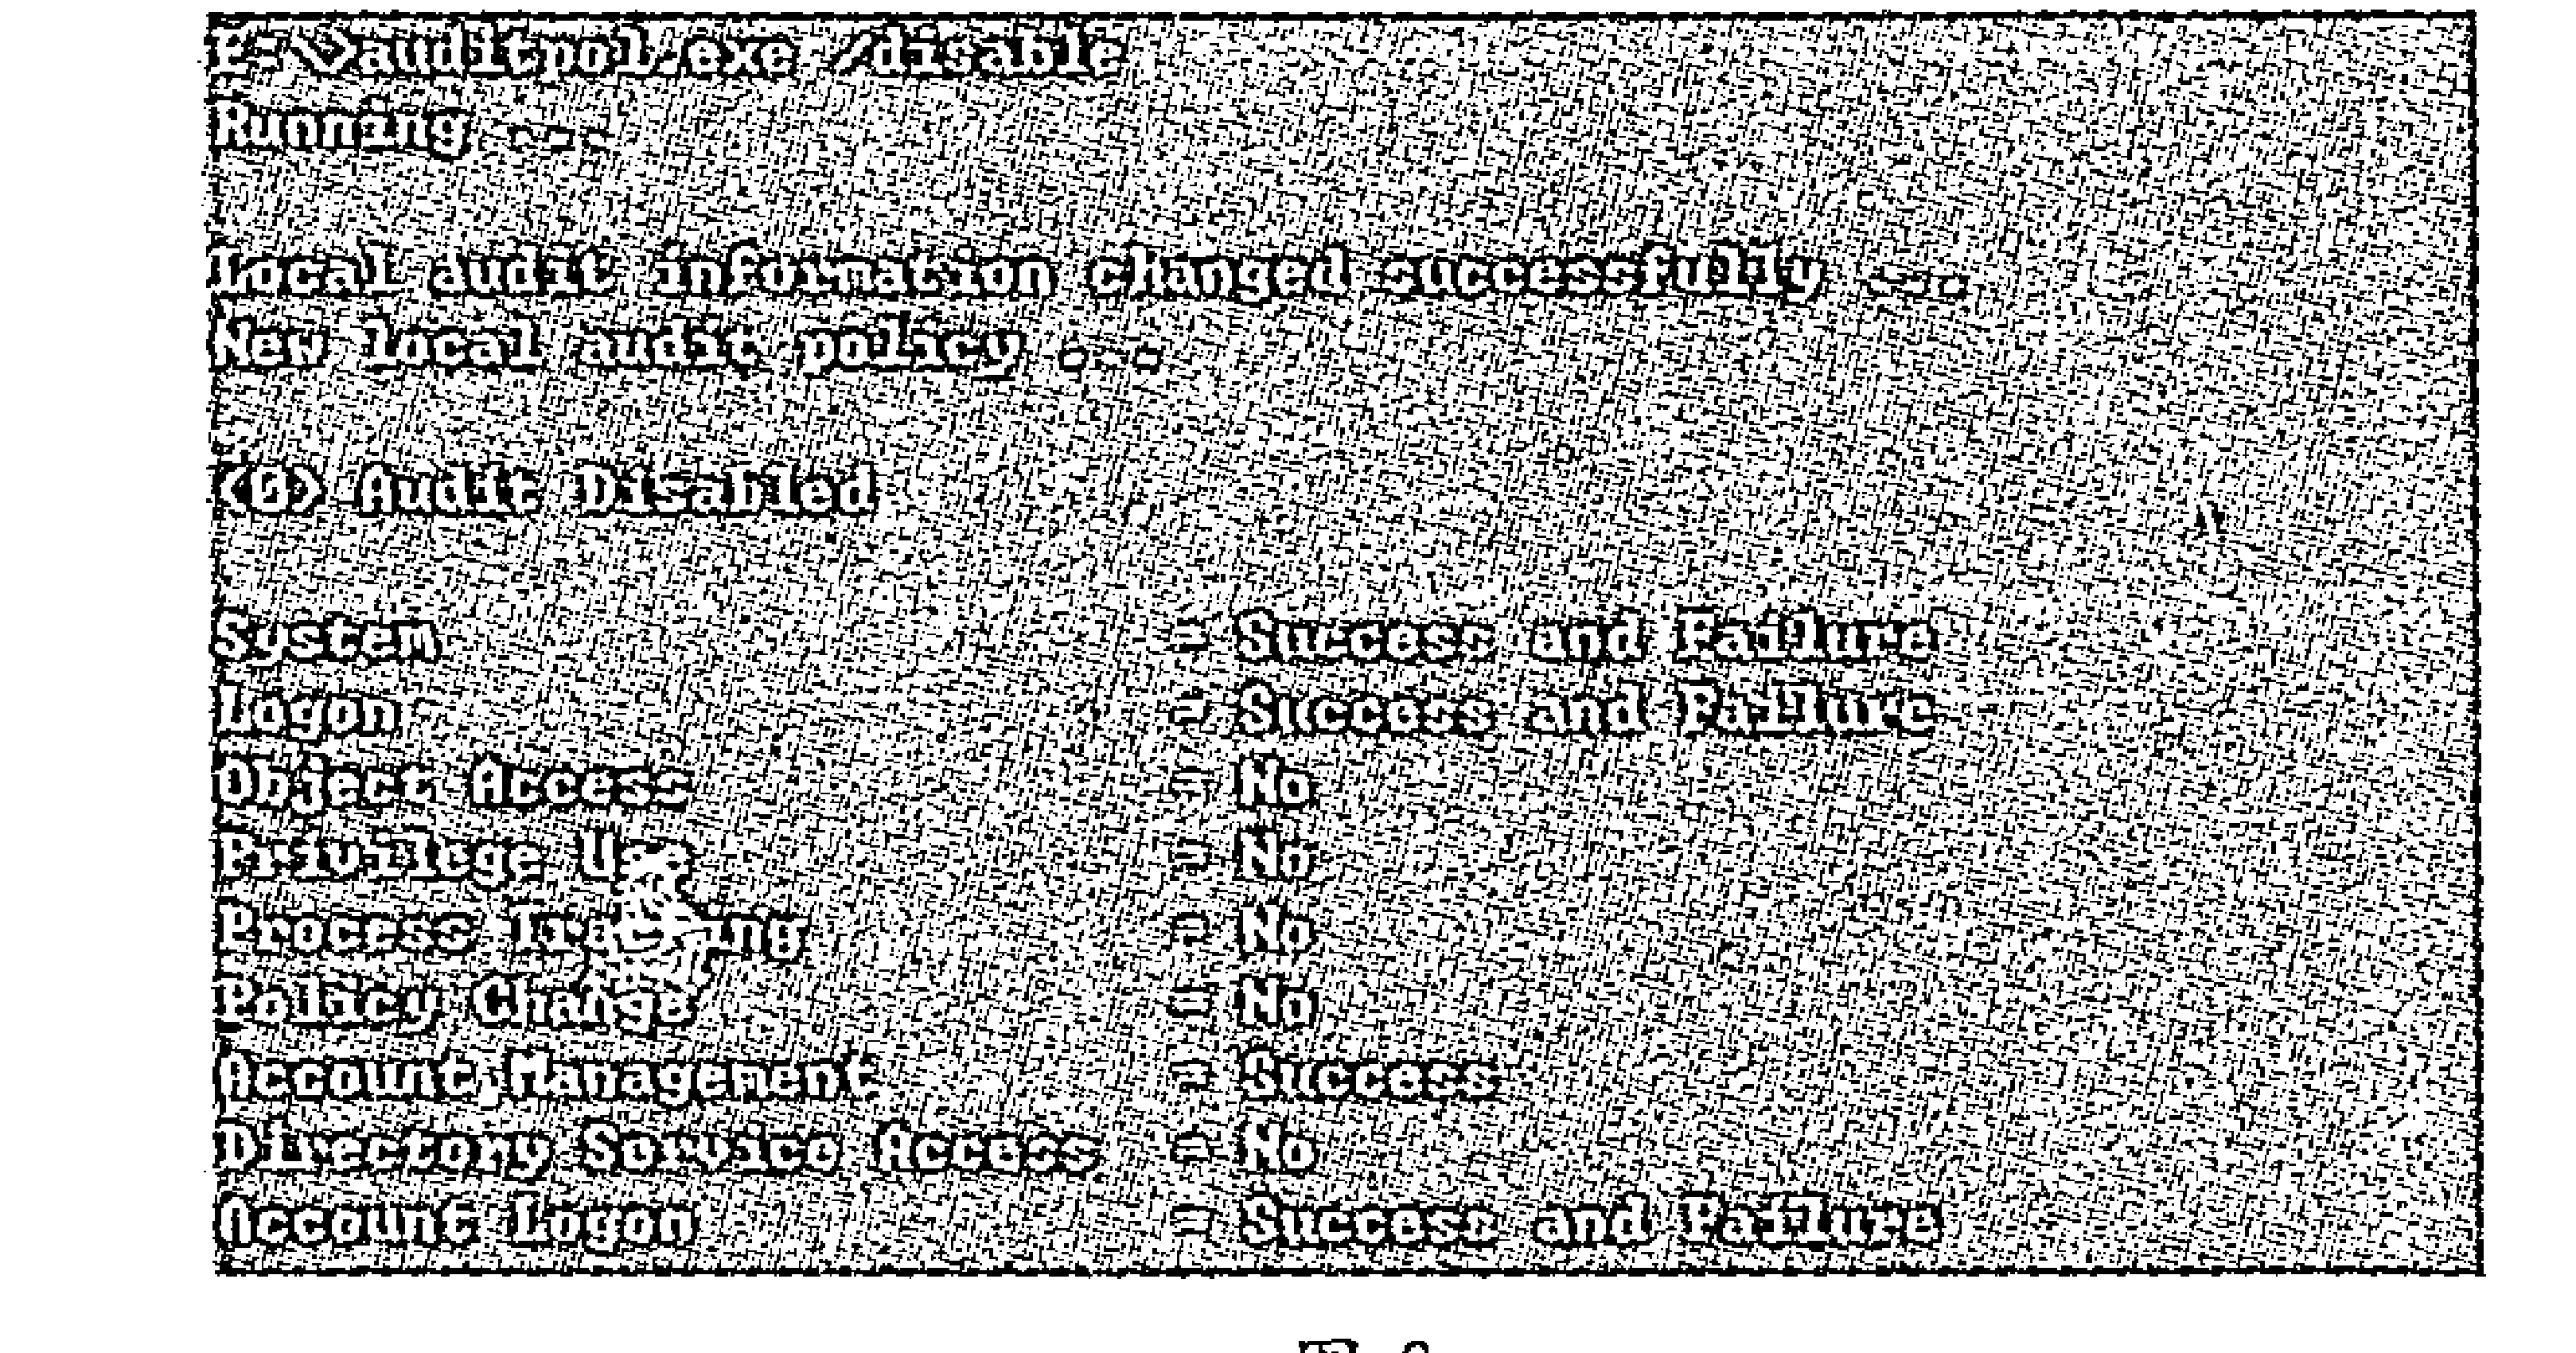 E:\>auditpol.exe /disable
Running ...
Local audit information changed successfully ...
New local audit policy ...
(0) Audit Disabled
System = Success and Failure
Logon = Success and Failure
Object Access = No
Privilege Use = No
Process Tracking = No
Policy Change = No
Account Management = Success
Directory Service Access = No
Account Logon = Success and Failure